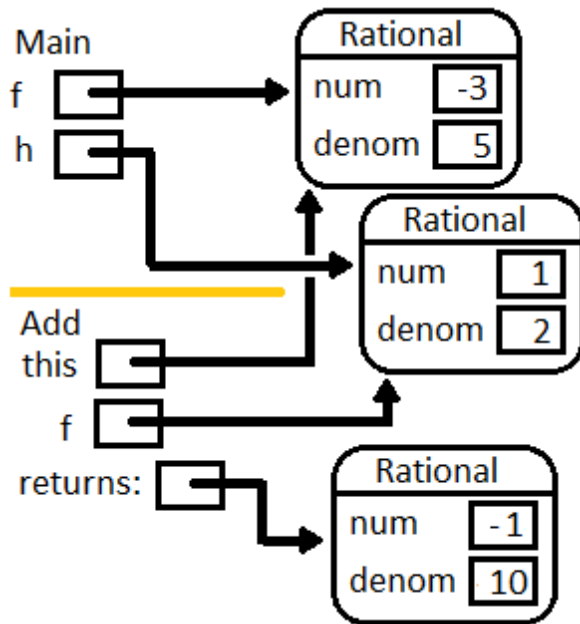 Main
f
h
Rational
num -3
denom 5
Rational
num 1
denom 2
Add
this
f
returns:
Rational
num -1
denom 10